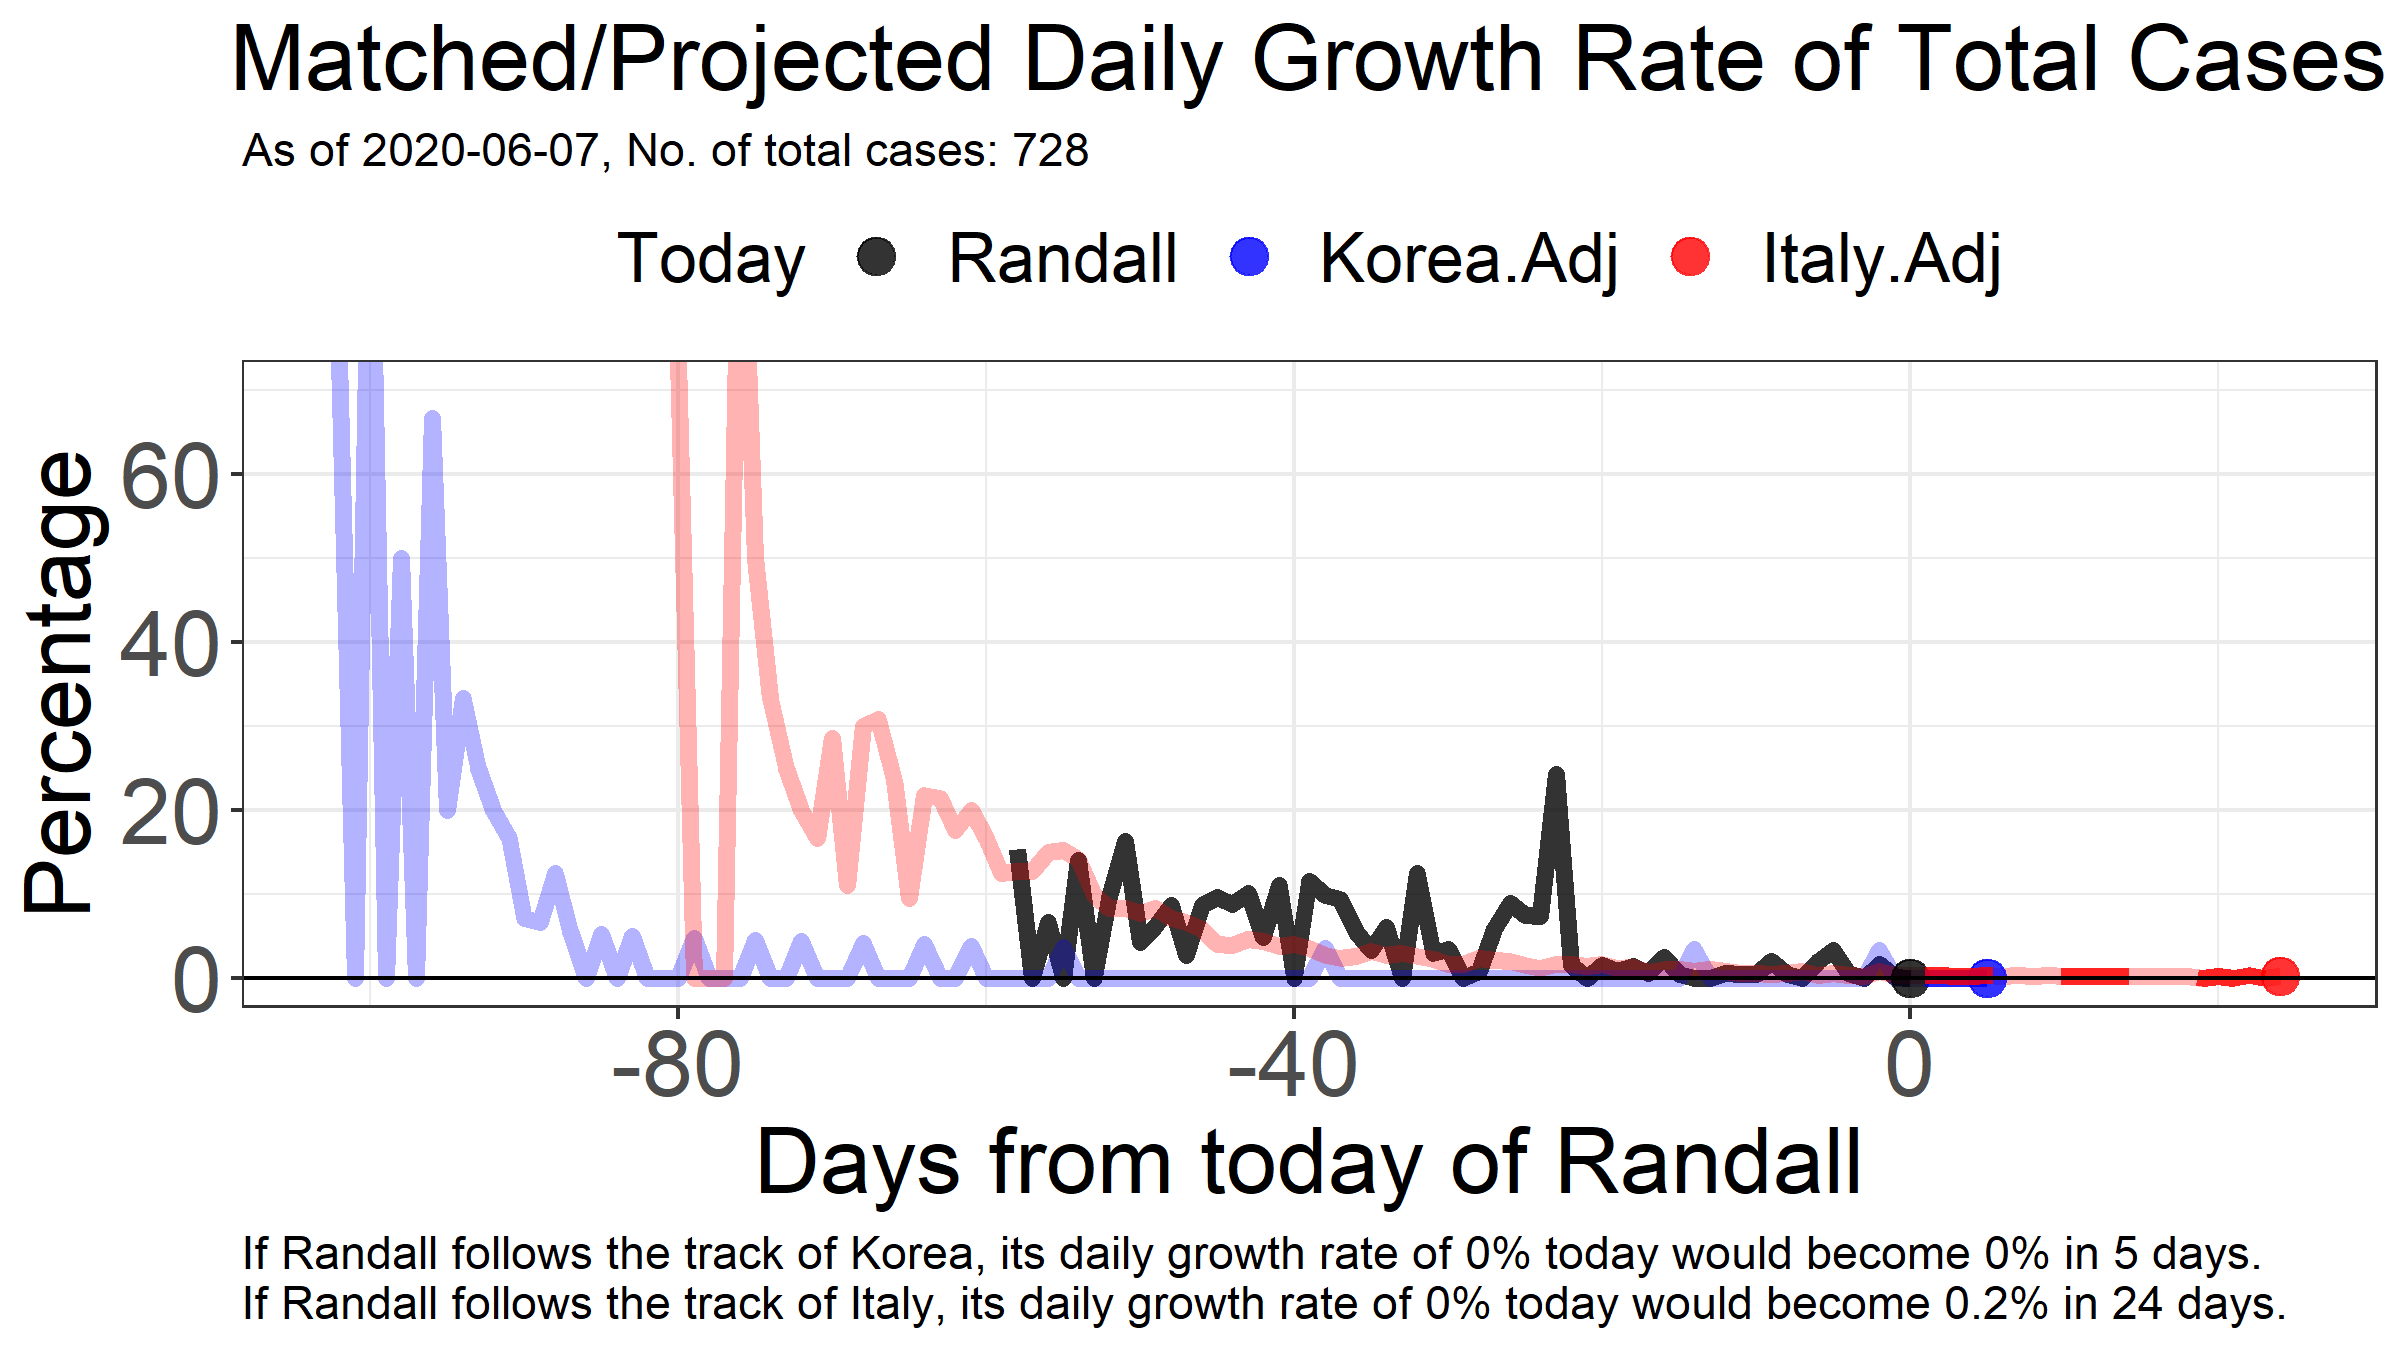 Matched/Projected Daily Growth Rate of Total Cases
As of 2020-06-07, No. of total cases: 728
Today Randall Korea.Adj Italy.Adj
Percentage
60
40
20
0
-80 -40 0
Days from today of Randall
If Randall follows the track of Korea, its daily growth rate of 0% today would become 0% in 5 days.
If Randall follows the track of Italy, its daily growth rate of 0% today would become 0.2% in 24 days.